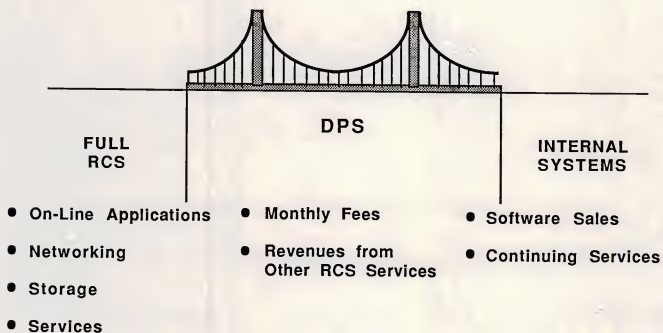 FULL
RCS
DPS
INTERNAL
SYSTEMS
• On-Line Applications
• Networking
• Storage
• Services
• Monthly Fees
• Revenues from
Other RCS Services
• Software Sales
• Continuing Services